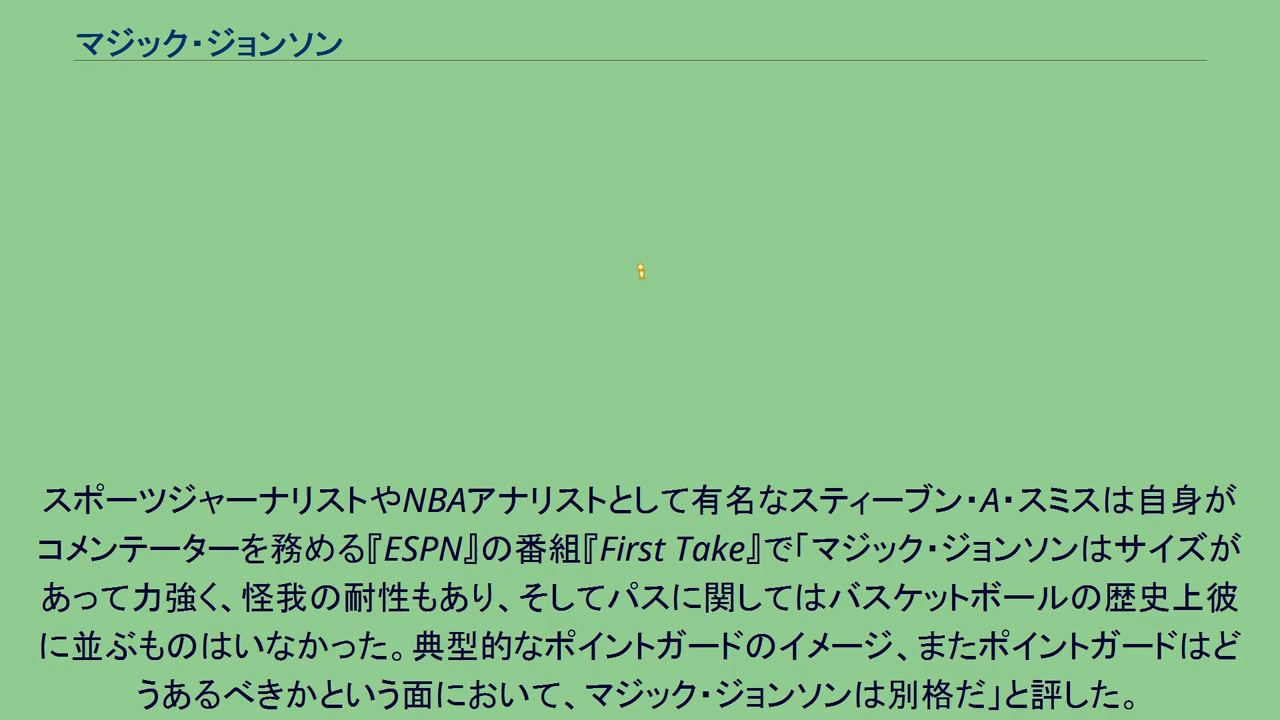 マジック・ジョンソン
スポーツジャーナリストやNBAアナリストとして有名なスティーブン・A・スミスは自身が
コメンテーターを務める『ESPN』の番組『First Take』で「マジック・ジョンソンはサイズが
あって力強く、怪我の耐性もあり、そしてパスに関してはバスケットボールの歴史上彼
に並ぶものはいなかった。典型的なポイントガードのイメージ、またポイントガードはど
うあるべきかという面において、マジック・ジョンソンは別格だ」と評した。